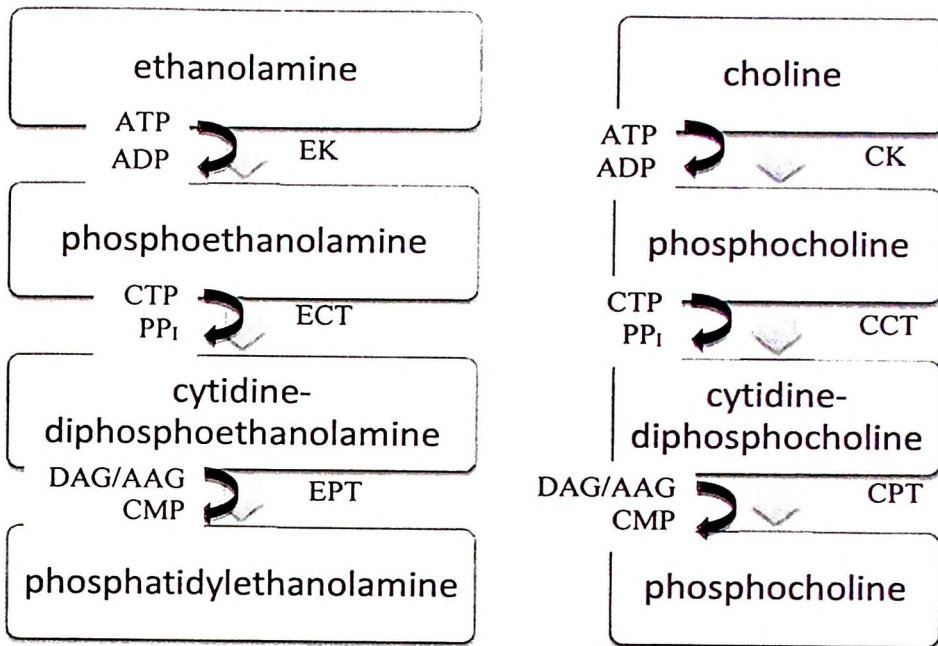 ethanolamine
ATP
ADP
EK
phosphoethanolamine
CTP
PPI
ECT
cytidine-
diphosphoethanolamine
DAG/AAG
CMP
EPT
phosphatidylethanolamine
choline
ATP
ADP
CK
phosphocholine
CTP
PPI
CCT
cytidine-
diphosphocholine
DAG/AAG
CMP
CPT
phosphocholine